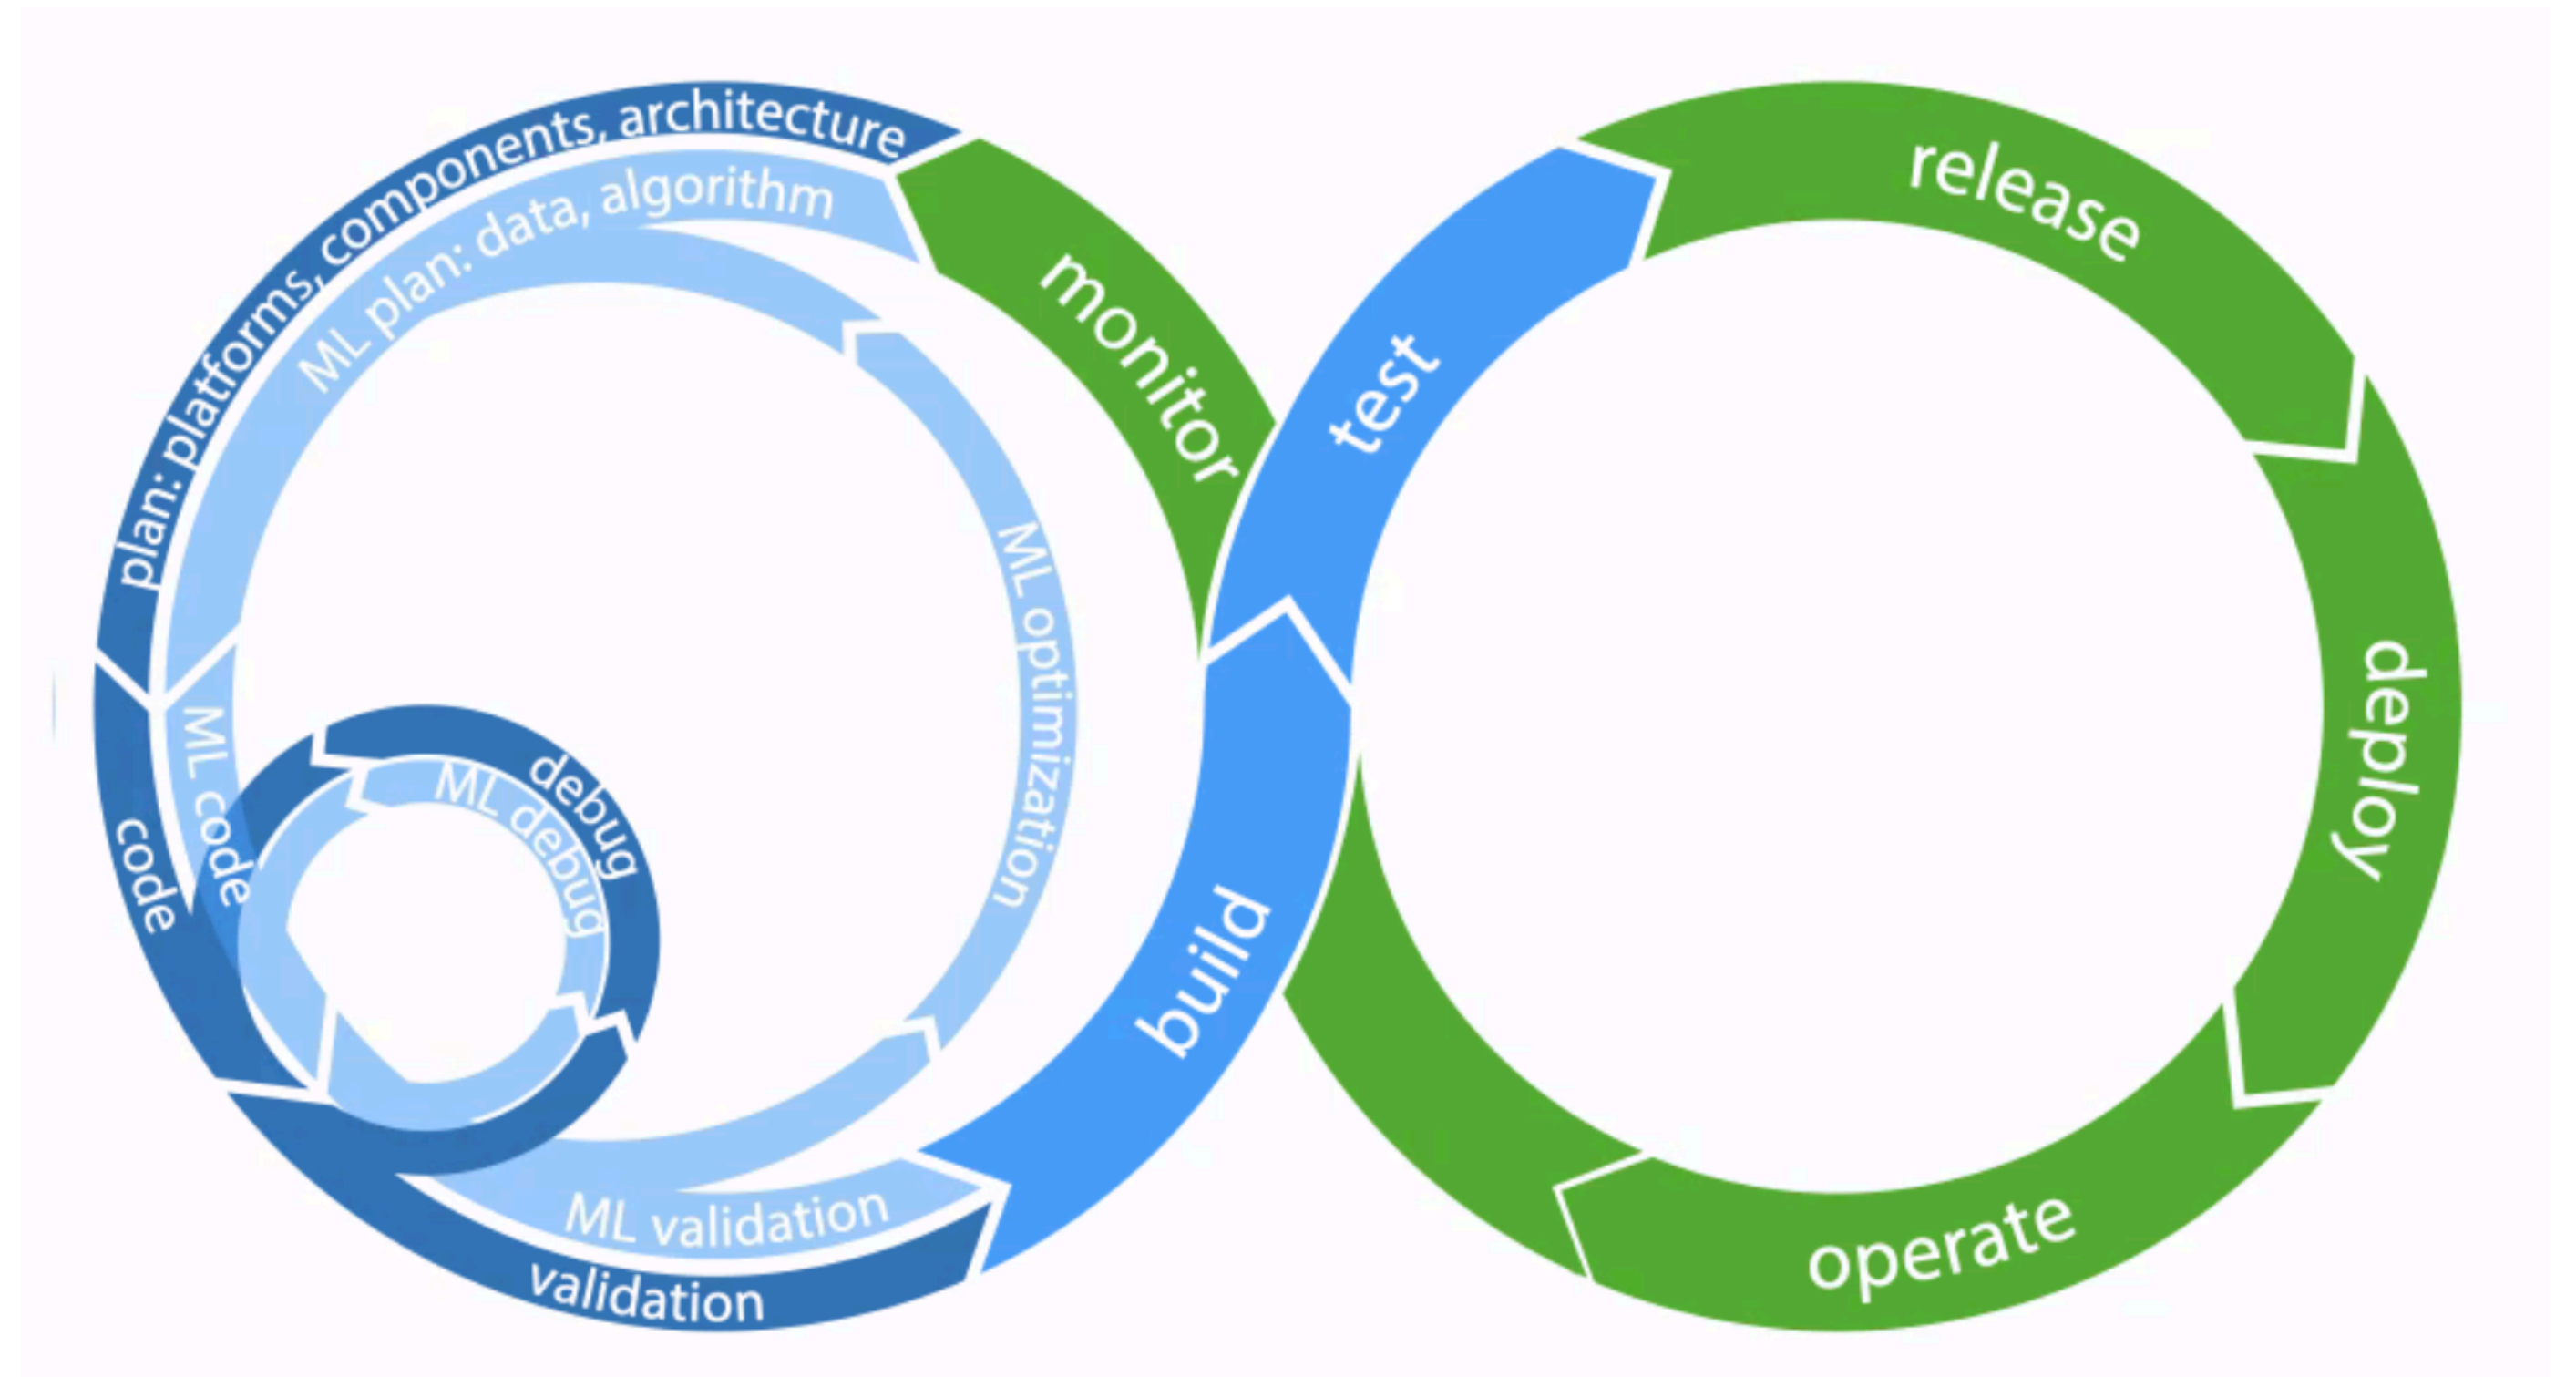 plan: platforms, components, architecture
ML plan: data, algorithm
code
ML code
debug
ML debug
ML optimization
ML validation
validation
build
test
monitor
release
deploy
operate